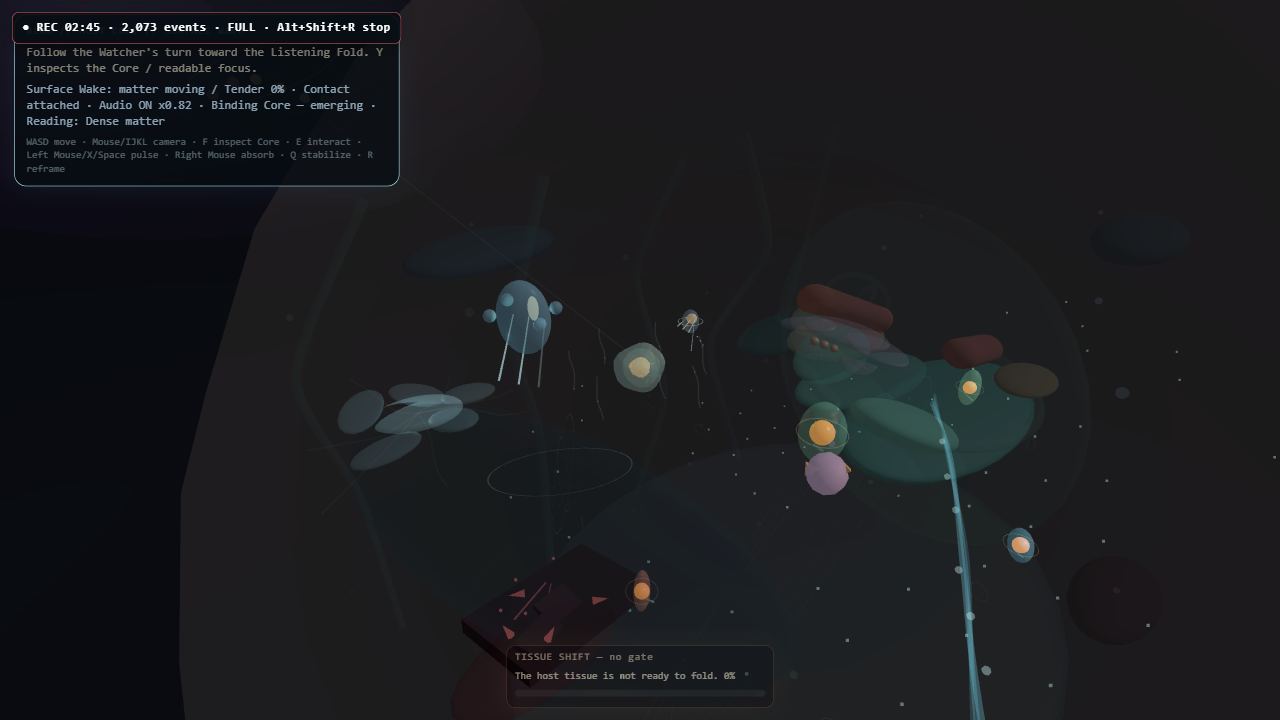 ● REC 02:45 · 2,073 events · FULL · Alt+Shift+R stop
Follow the Watcher's turn toward the Listening Fold. Y
inspects the Core / readable focus.
Surface Wake: matter moving / Tender 0% · Contact
attached · Audio ON x0.82 · Binding Core — emerging ·
Reading: Dense matter
WASD move · Mouse/IJKL camera · F inspect Core · E interact ·
Left Mouse/X/Space pulse · Right Mouse absorb · Q stabilize · R
reframe
TISSUE SHIFT — no gate
The host tissue is not ready to fold. 0%